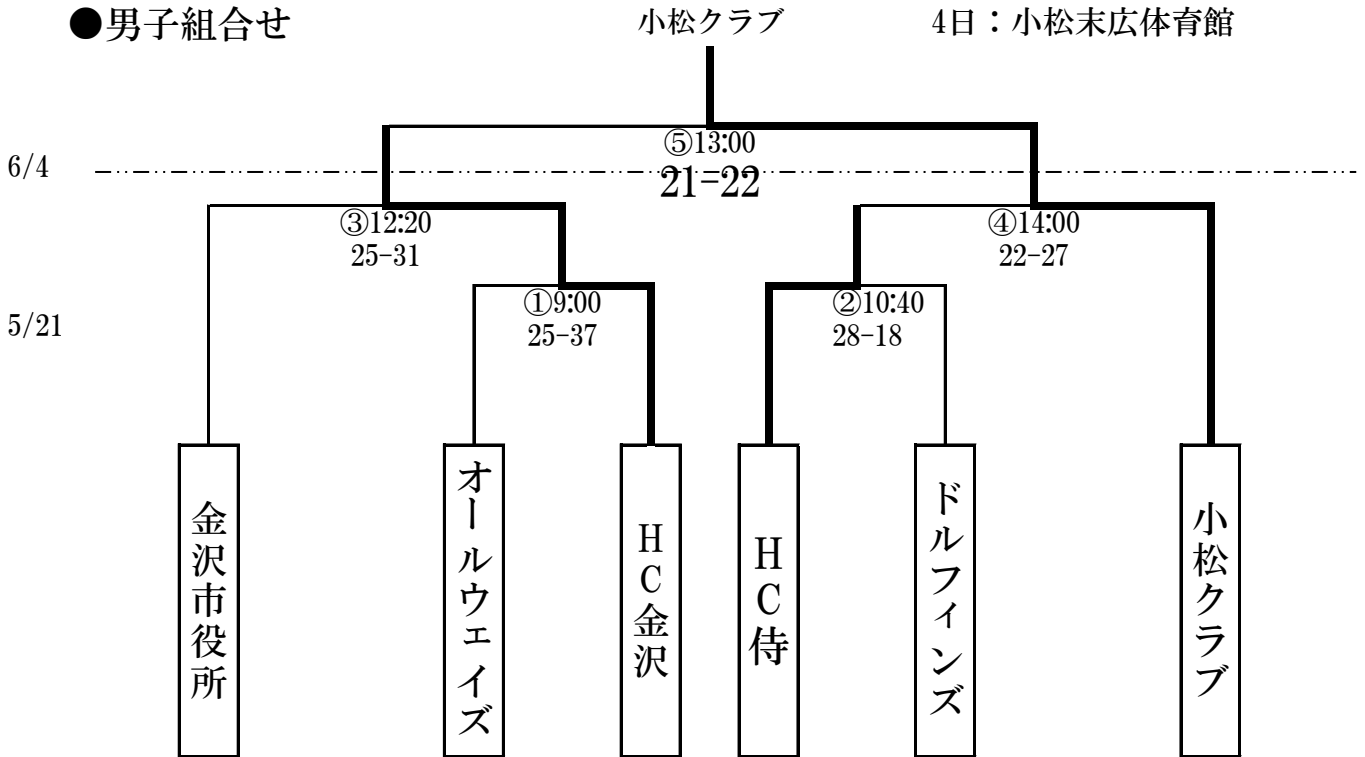 ●男子組合せ
小松クラブ
4日：小松末広体育館
⑤13:00
21-22
6/4
③12:20
25-31
④14:00
22-27
①9:00
25-37
②10:40
28-18
5/21
金沢市役所
オールウェイズ
HC金沢
HC侍
ドルフィンズ
小松クラブ